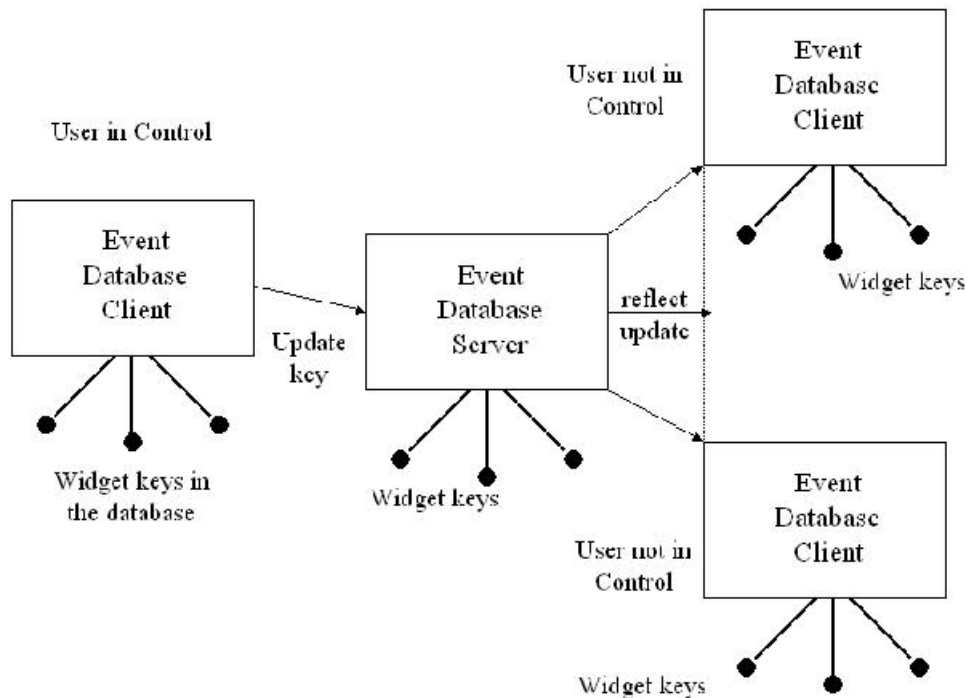 User in Control
Event
Database
Client
Widget keys in
the database
Update
key
Event
Database
Server
Widget keys
reflect
update
User not in
Control
Event
Database
Client
Widget keys
User not in
Control
Event
Database
Client
Widget keys